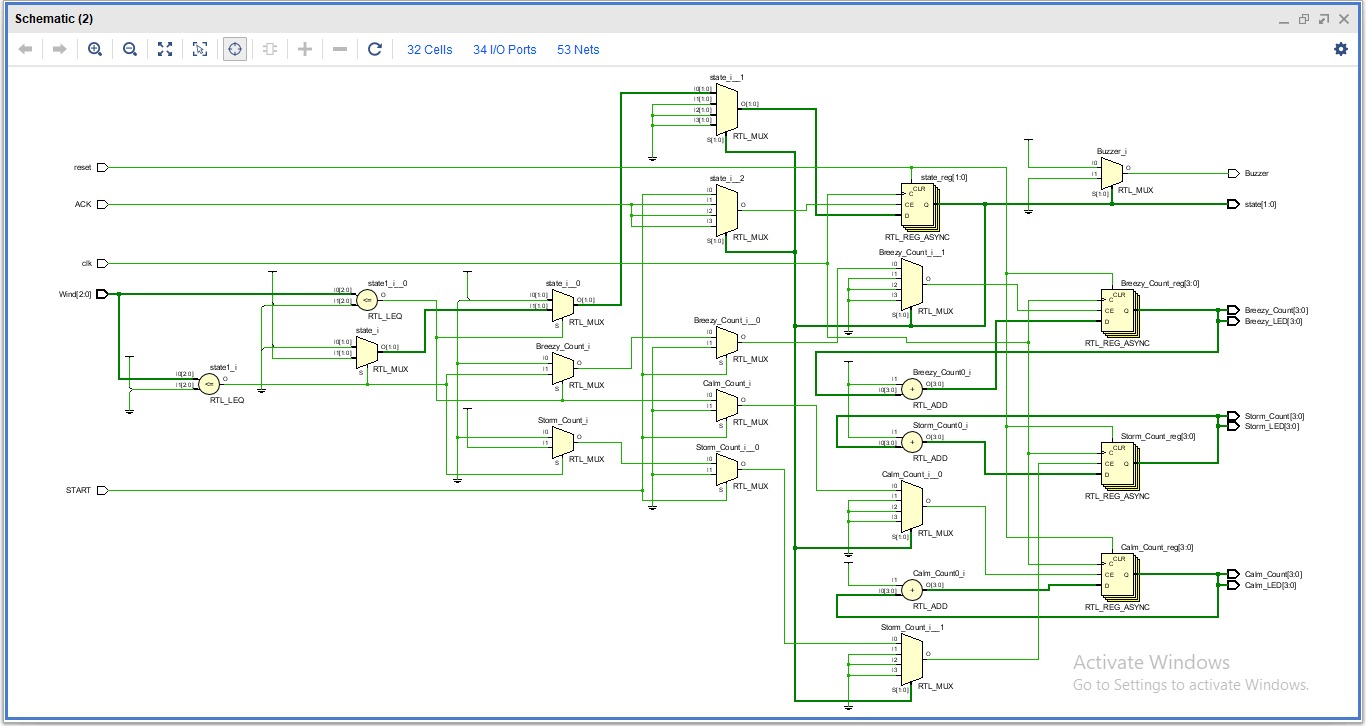 Schematic (2)
32 Cells 34 I/O Ports 53 Nets
state_i__1
I0[1:0]
I1[1:0]
I2[1:0]
I3[1:0]
O[1:0]
S[1:0]
RTL_MUX
reset
ACK
clk
Wind[2:0]
START
state_i__2
I0
I1
I2
I3
O
S[1:0]
RTL_MUX
state_reg[1:0]
CLR
C
CE
D
Q
RTL_REG_ASYNC
Buzzer_i
I0
I1
O
S[1:0]
RTL_MUX
Buzzer
state[1:0]
state1_i__0
I0[2:0]
I1[2:0]
O
<=
RTL_LEQ
state_i
I0[1:0]
I1[1:0]
O[1:0]
S
RTL_MUX
state1_i
I0[2:0]
I1[2:0]
O
<=
RTL_LEQ
state_i__0
I0[1:0]
I1[1:0]
O[1:0]
S
RTL_MUX
Breezy_Count_i
I0
I1
O
S
RTL_MUX
Storm_Count_i
I0
I1
O
S
RTL_MUX
Breezy_Count_i__0
I0
I1
O
S
RTL_MUX
Calm_Count_i
I0
I1
O
S
RTL_MUX
Storm_Count_i__0
I0
I1
O
S
RTL_MUX
Breezy_Count_i__1
I0
I1
I2
I3
O
S[1:0]
RTL_MUX
Breezy_Count0_i
I1
I0[3:0]
+
O[3:0]
RTL_ADD
Storm_Count0_i
I1
I0[3:0]
+
O[3:0]
RTL_ADD
Calm_Count_i__0
I0
I1
I2
I3
O
S[1:0]
RTL_MUX
Calm_Count0_i
I1
I0[3:0]
+
O[3:0]
RTL_ADD
Storm_Count_i__1
I0
I1
I2
I3
O
S[1:0]
RTL_MUX
Breezy_Count_reg[3:0]
CLR
C
CE
D
Q
RTL_REG_ASYNC
Breezy_Count[3:0]
Breezy_LED[3:0]
Storm_Count_reg[3:0]
CLR
C
CE
D
Q
RTL_REG_ASYNC
Storm_Count[3:0]
Storm_LED[3:0]
Calm_Count_reg[3:0]
CLR
C
CE
D
Q
RTL_REG_ASYNC
Calm_Count[3:0]
Calm_LED[3:0]
Activate Windows
Go to Settings to activate Windows.